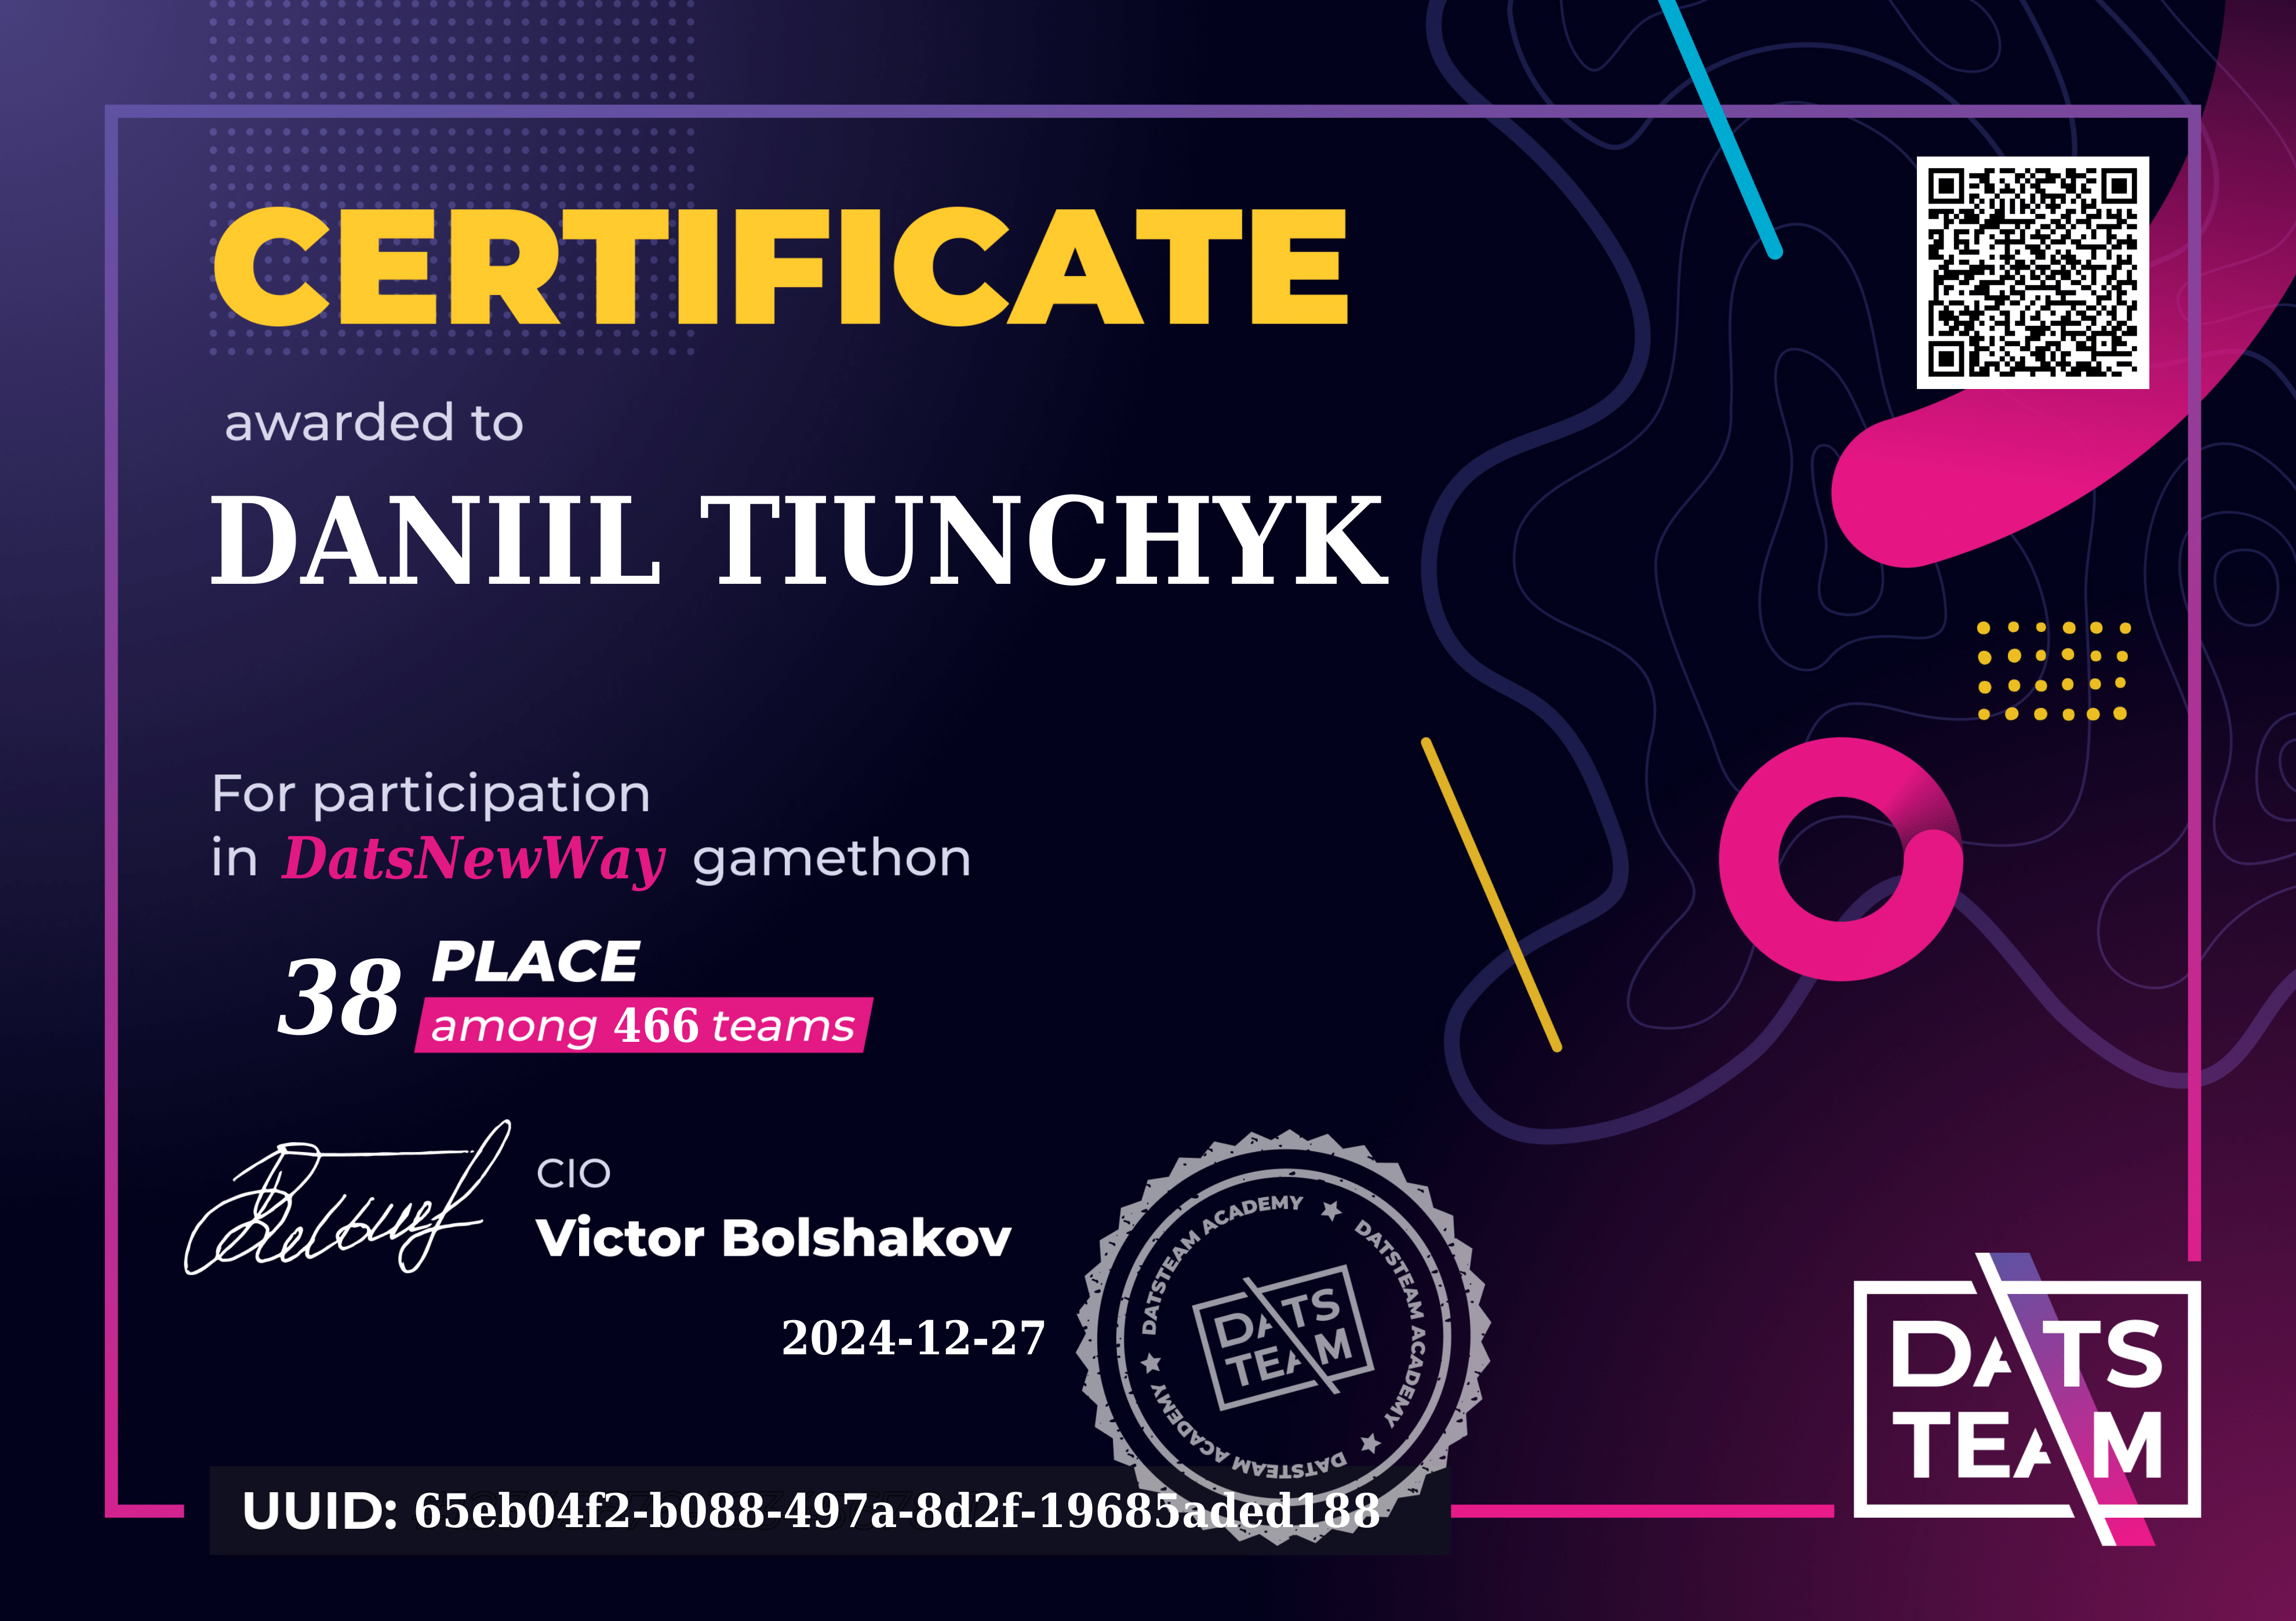 CERTIFICATE
awarded to
DANIIL TIUNCHYK
For participation
in DatsNewWay gamethon
38 PLACE
among 466 teams
CIO
Victor Bolshakov
2024-12-27
DATSTEAM ACADEMY ★ DATSTEAM ACADEMY ★ DATSTEAM ACADEMY ★
DATS
TEAM
UUID: 65eb04f2-b088-497a-8d2f-19685aded188
DATS
TEAM